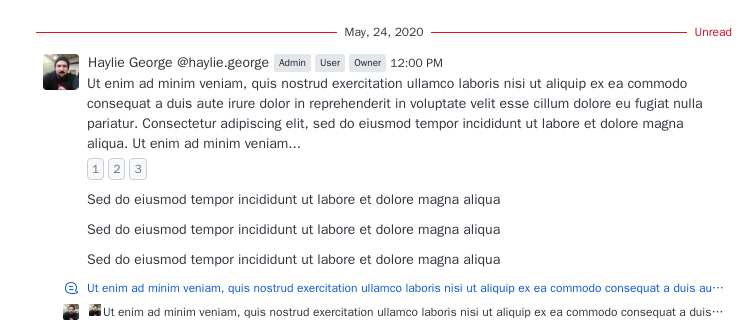 May, 24, 2020 Unread
Haylie George @haylie.george Admin User Owner 12:00 PM
Ut enim ad minim veniam, quis nostrud exercitation ullamco laboris nisi ut aliquip ex ea commodo
consequat a duis aute irure dolor in reprehenderit in voluptate velit esse cillum dolore eu fugiat nulla
pariatur. Consectetur adipiscing elit, sed do eiusmod tempor incididunt ut labore et dolore magna
aliqua. Ut enim ad minim veniam...
1 2 3
Sed do eiusmod tempor incididunt ut labore et dolore magna aliqua
Sed do eiusmod tempor incididunt ut labore et dolore magna aliqua
Sed do eiusmod tempor incididunt ut labore et dolore magna aliqua
Ut enim ad minim veniam, quis nostrud exercitation ullamco laboris nisi ut aliquip ex ea commodo consequat a duis au…
Ut enim ad minim veniam, quis nostrud exercitation ullamco laboris nisi ut aliquip ex ea commodo consequat a duis…